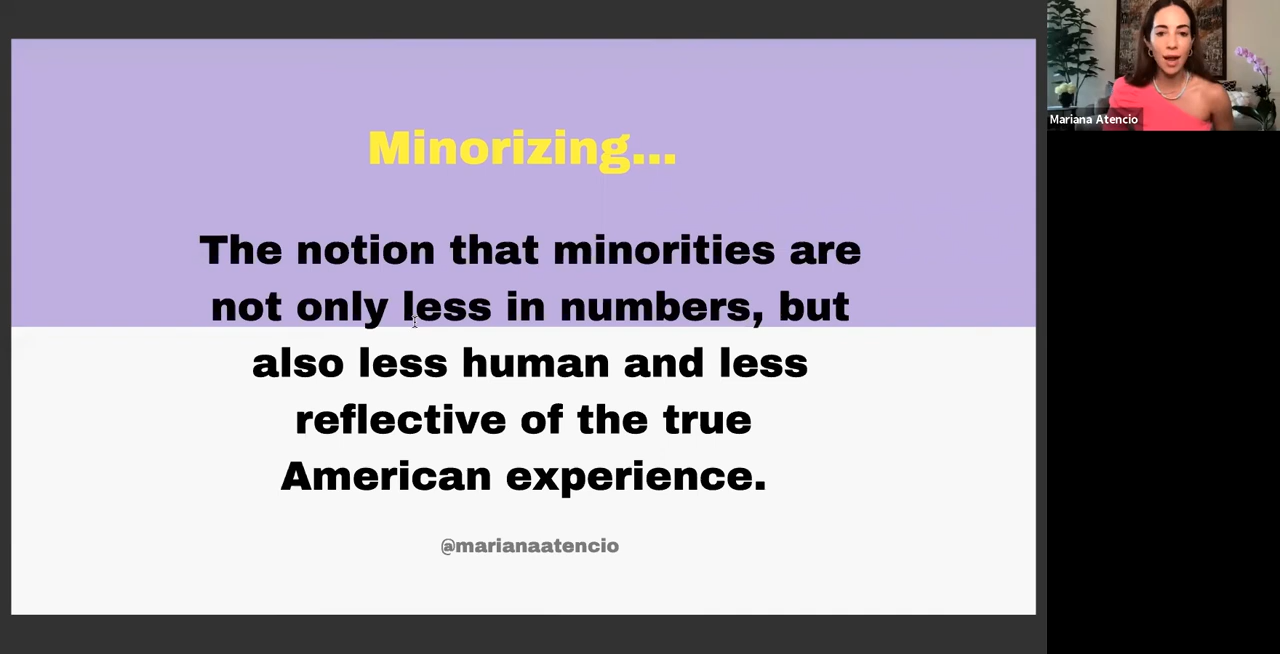 Minorizing...
The notion that minorities are
not only less in numbers, but
also less human and less
reflective of the true
American experience.
@marianaatencio
Mariana Atencio